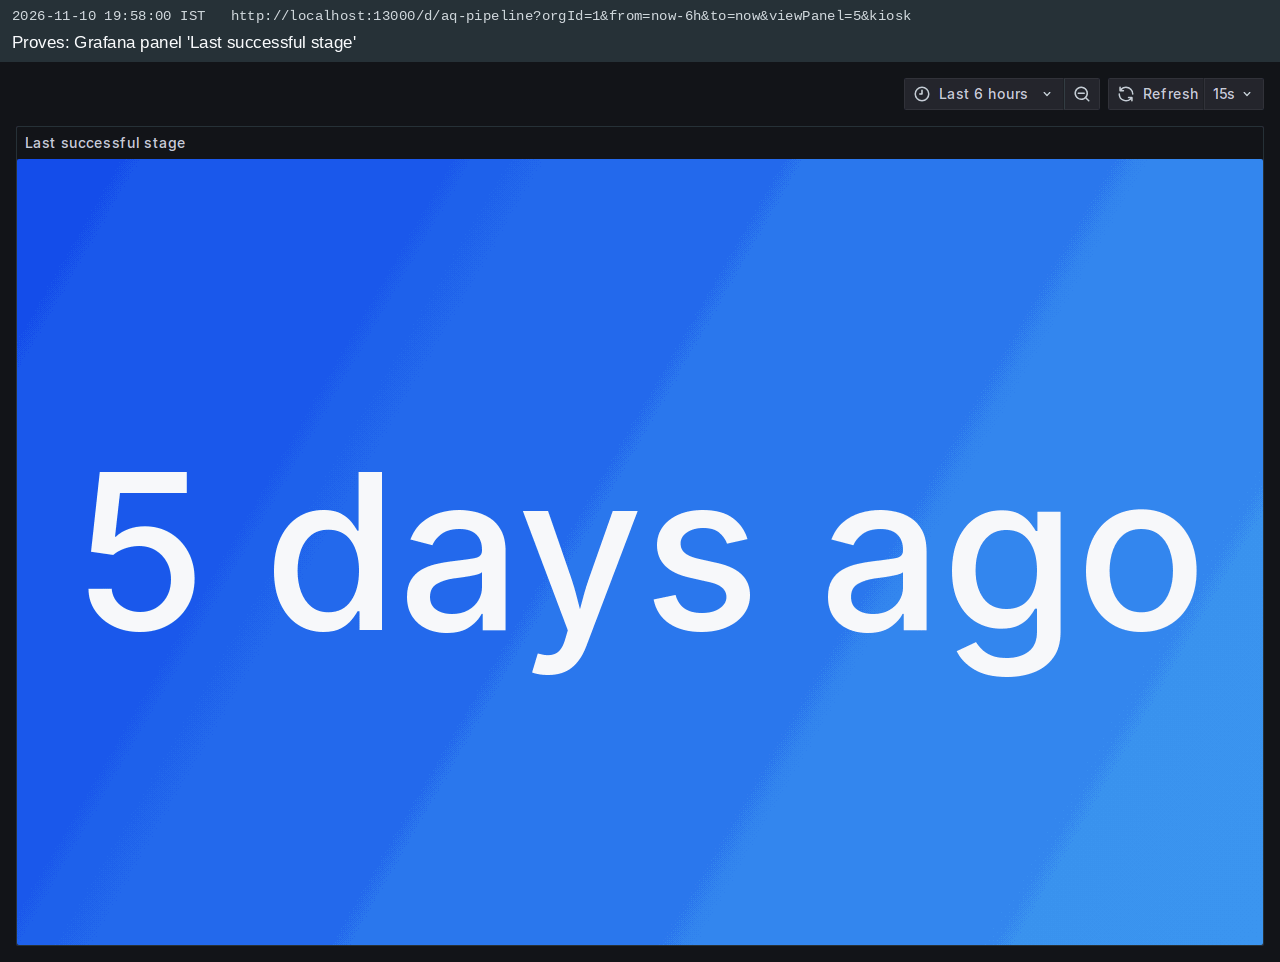 2026-11-10 19:58:00 IST http://localhost:13000/d/aq-pipeline?orgId=1&from=now-6h&to=now&viewPanel=5&kiosk
Proves: Grafana panel 'Last successful stage'
Last 6 hours Refresh 15s
Last successful stage
5 days ago